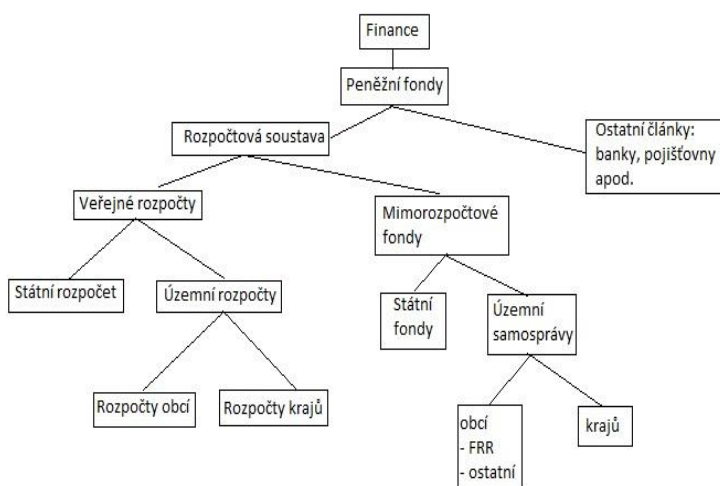 Finance
Peněžní fondy
Rozpočtová soustava
Ostatní články:
banky, pojišťovny
apod.
Veřejné rozpočty
Mimorozpočtové
fondy
Státní rozpočet
Územní rozpočty
Státní
fondy
Územní
samosprávy
Rozpočty obcí
Rozpočty krajů
obcí
- FRR
- ostatní
krajů